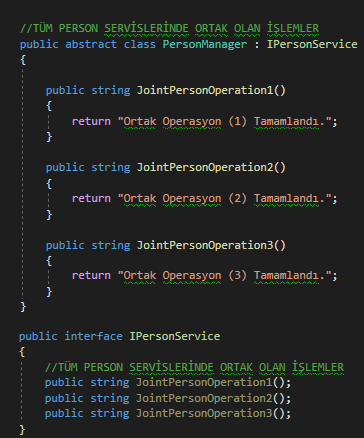 //TÜM PERSON SERVİSLERİNDE ORTAK OLAN İŞLEMLER
public abstract class PersonManager : IPersonService
{
public string JointPersonOperation1()
{
return "Ortak Operasyon (1) Tamamlandı.";
}
public string JointPersonOperation2()
{
return "Ortak Operasyon (2) Tamamlandı.";
}
public string JointPersonOperation3()
{
return "Ortak Operasyon (3) Tamamlandı.";
}
}
public interface IPersonService
{
//TÜM PERSON SERVİSLERİNDE ORTAK OLAN İŞLEMLER
public string JointPersonOperation1();
public string JointPersonOperation2();
public string JointPersonOperation3();
}